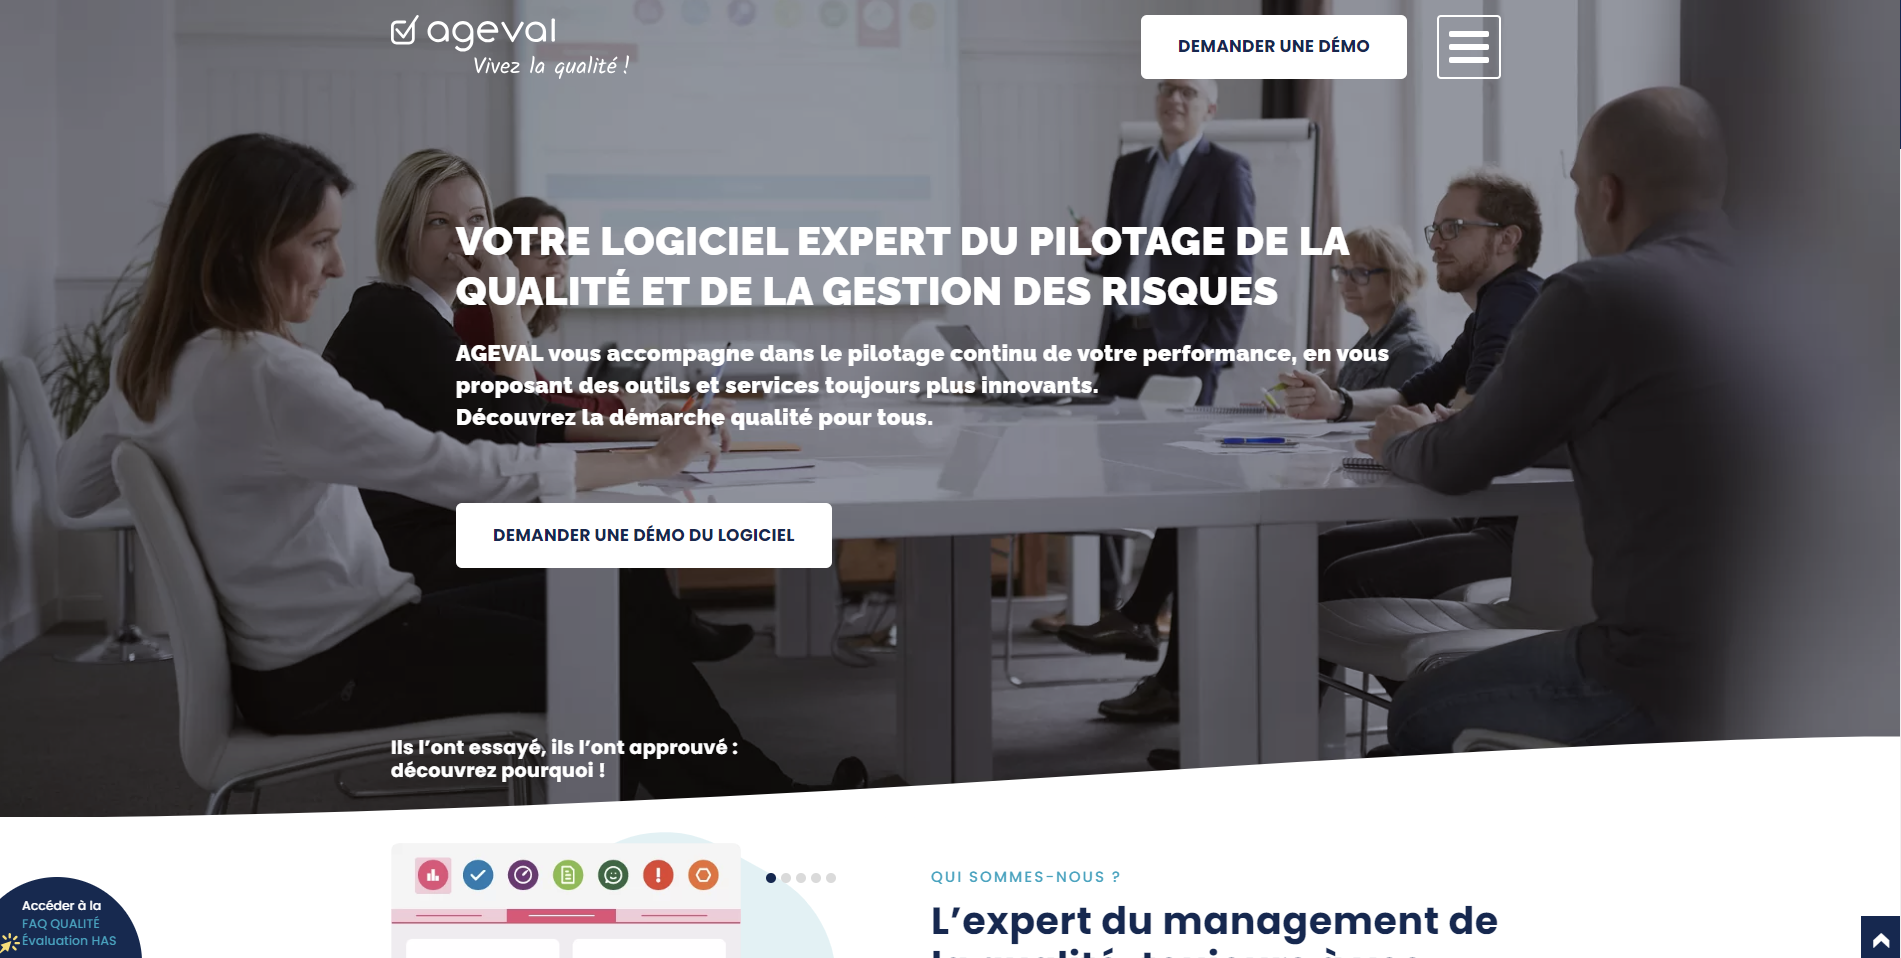 ageval
Vivez la qualité !
DEMANDER UNE DÉMO
VOTRE LOGICIEL EXPERT DU PILOTAGE DE LA
QUALITÉ ET DE LA GESTION DES RISQUES
AGEVAL vous accompagne dans le pilotage continu de votre performance, en vous
proposant des outils et services toujours plus innovants.
Découvrez la démarche qualité pour tous.
DEMANDER UNE DÉMO DU LOGICIEL
Ils l’ont essayé, ils l’ont approuvé :
découvrez pourquoi !
QUI SOMMES-NOUS ?
L’expert du management de
Accéder à la
FAQ QUALITÉ
Évaluation HAS